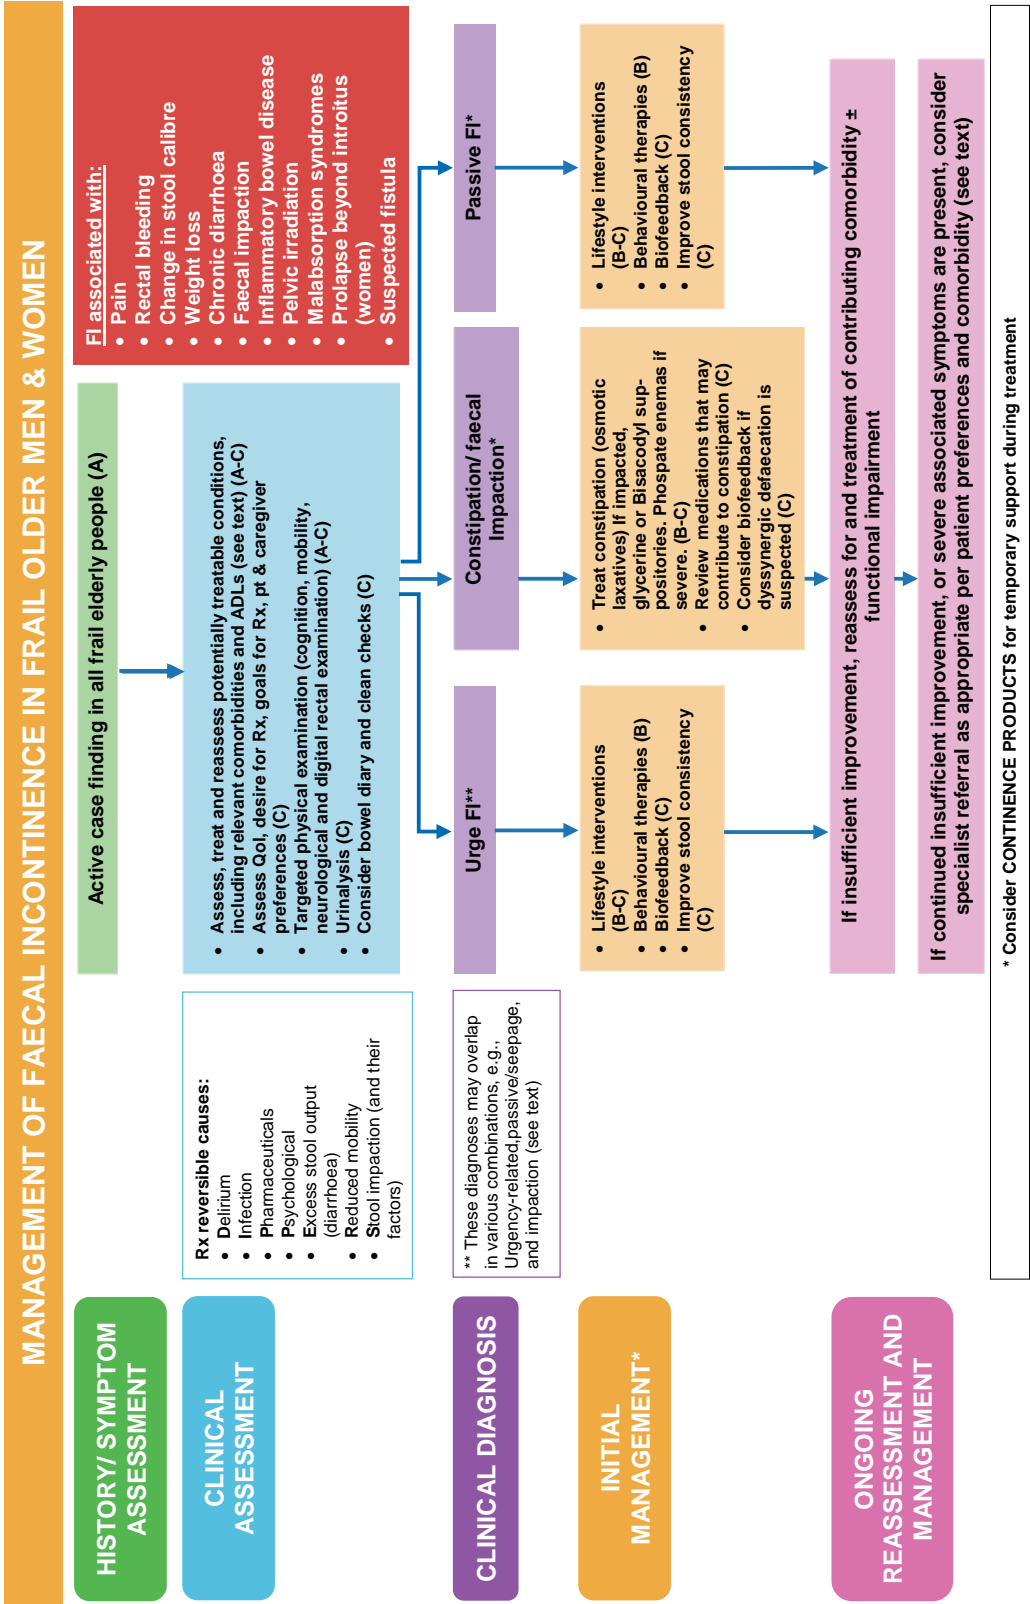 MANAGEMENT OF FAECAL INCONTINENCE IN FRAIL OLDER MEN & WOMEN
HISTORY/ SYMPTOM
ASSESSMENT
Active case finding in all frail elderly people (A)
FI associated with:
• Pain
• Rectal bleeding
• Change in stool calibre
• Weight loss
• Chronic diarrhoea
• Faecal impaction
• Inflammatory bowel disease
• Pelvic irradiation
• Malabsorption syndromes
• Prolapse beyond introitus
(women)
• Suspected fistula
CLINICAL
ASSESSMENT
Rx reversible causes:
• Delirium
• Infection
• Pharmaceuticals
• Psychological
• Excess stool output
(diarrhoea)
• Reduced mobility
• Stool impaction (and their
factors)
• Assess, treat and reassess potentially treatable conditions,
including relevant comorbidities and ADLs (see text) (A-C)
• Assess Qol, desire for Rx, goals for Rx, pt & caregiver
preferences (C)
• Targeted physical examination (cognition, mobility,
neurological and digital rectal examination) (A-C)
• Urinalysis (C)
• Consider bowel diary and clean checks (C)
CLINICAL DIAGNOSIS
** These diagnoses may overlap
in various combinations, e.g.,
Urgency-related,passive/seepage,
and impaction (see text)
Urge FI**
Constipation/ faecal
Impaction*
Passive FI*
INITIAL
MANAGEMENT*
• Lifestyle interventions
(B-C)
• Behavioural therapies (B)
• Biofeedback (C)
• Improve stool consistency
(C)
• Treat constipation (osmotic
laxatives) If impacted,
glycerine or Bisacodyl sup-
positories. Phospate enemas if
severe. (B-C)
• Review medications that may
contribute to constipation (C)
• Consider biofeedback if
dyssynergic defaecation is
suspected (C)
• Lifestyle interventions
(B-C)
• Behavioural therapies (B)
• Biofeedback (C)
• Improve stool consistency
(C)
ONGOING
REASSESSMENT AND
MANAGEMENT
If insufficient improvement, reassess for and treatment of contributing comorbidity ±
functional impairment
If continued insufficient improvement, or severe associated symptoms are present, consider
specialist referral as appropriate per patient preferences and comorbidity (see text)
* Consider CONTINENCE PRODUCTS for temporary support during treatment